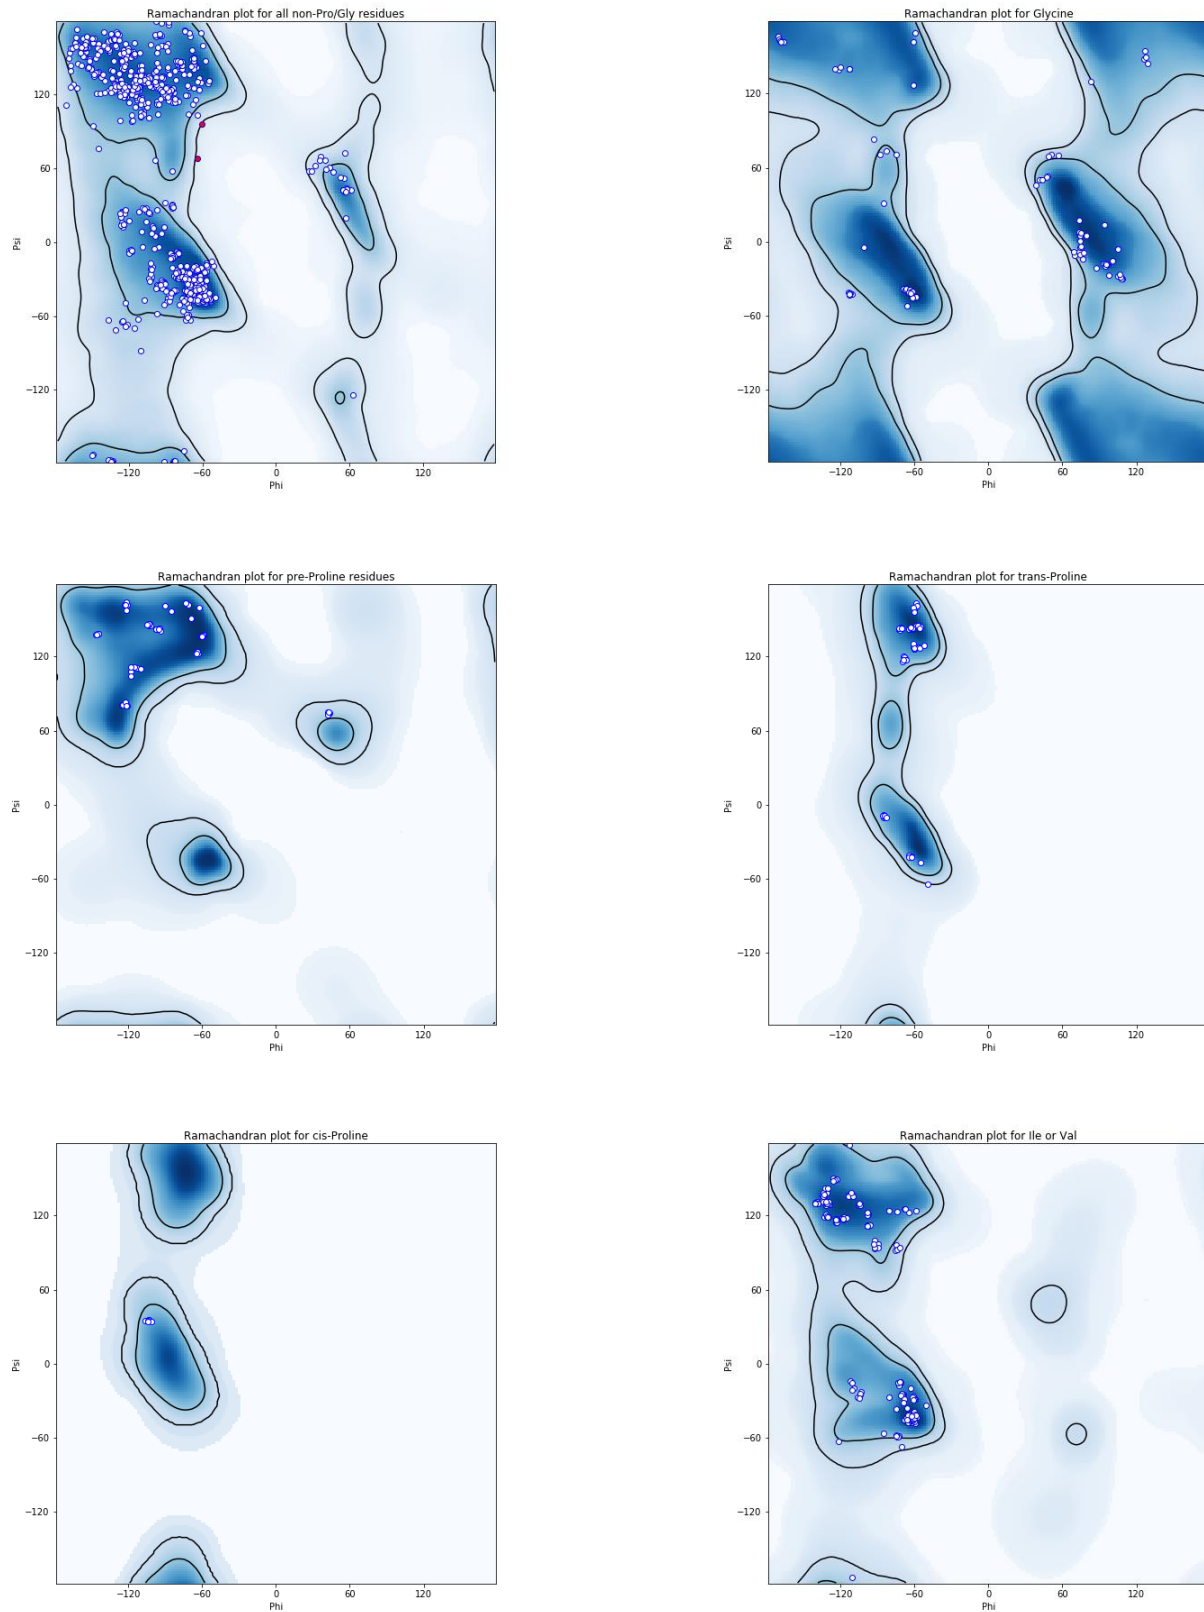 Ramachandran plot for all non-Pro/Gly residues
120
60
0
−60
−120
Psi
−120 −60 0 60 120
Phi
Ramachandran plot for Glycine
120
60
0
−60
−120
Psi
−120 −60 0 60 120
Phi
Ramachandran plot for pre-Proline residues
120
60
0
−60
−120
Psi
−120 −60 0 60 120
Phi
Ramachandran plot for trans-Proline
120
60
0
−60
−120
Psi
−120 −60 0 60 120
Phi
Ramachandran plot for cis-Proline
120
60
0
−60
−120
Psi
−120 −60 0 60 120
Phi
Ramachandran plot for Ile or Val
120
60
0
−60
−120
Psi
−120 −60 0 60 120
Phi